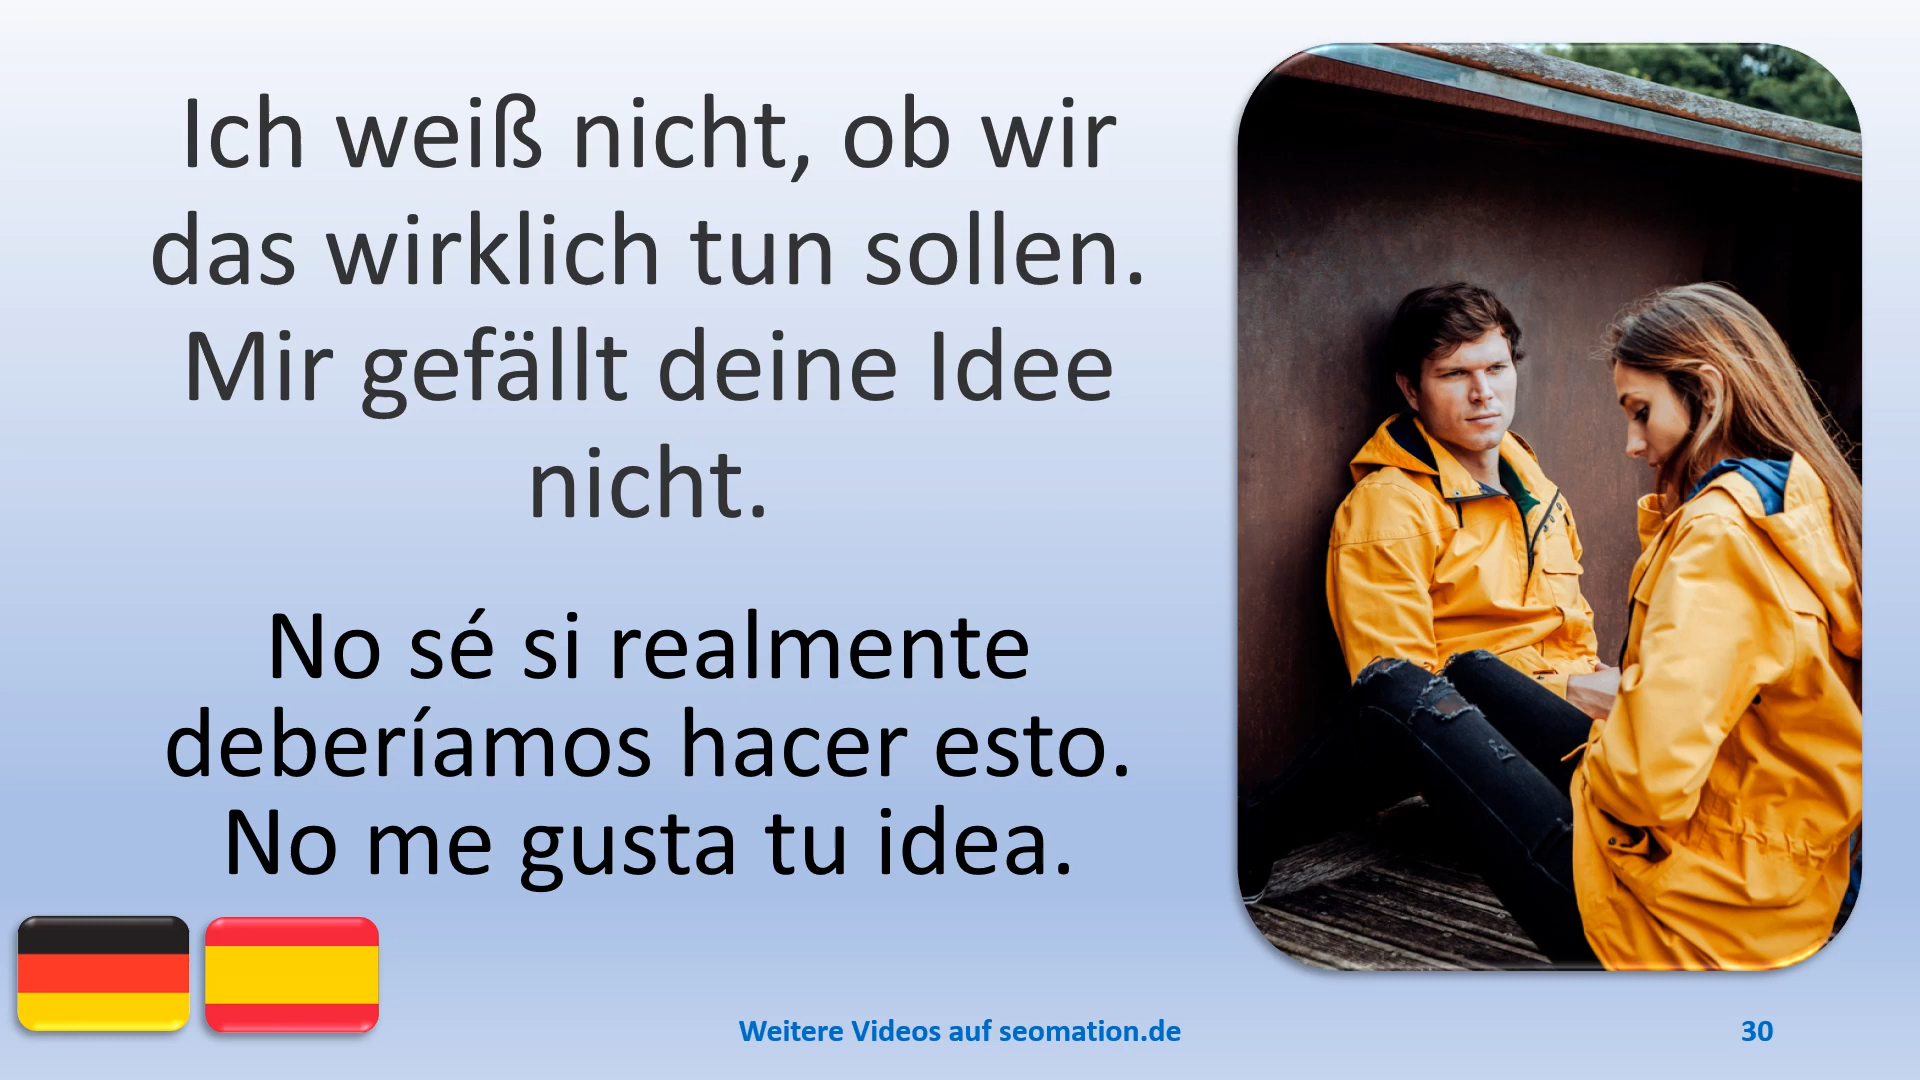 Ich weiß nicht, ob wir
das wirklich tun sollen.
Mir gefällt deine Idee
nicht.
No sé si realmente
deberíamos hacer esto.
No me gusta tu idea.
Weitere Videos auf seomation.de
30